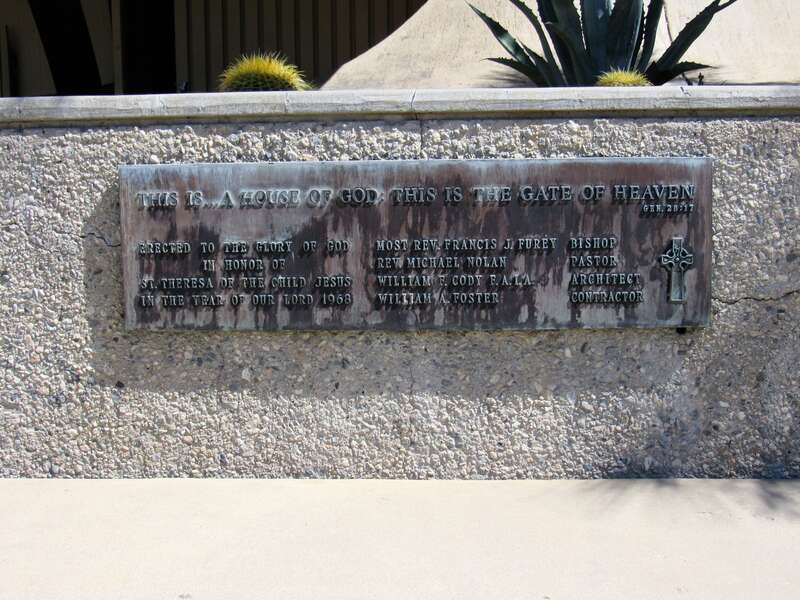 THIS IS...A HOUSE OF GOD; THIS IS THE GATE OF HEAVEN
GEN. 28:17
ERECTED TO THE GLORY OF GOD
IN HONOR OF
ST. THERESA OF THE CHILD JESUS
IN THE YEAR OF OUR LORD 1968
MOST REV. FRANCIS J. FUREY BISHOP
REV. MICHAEL NOLAN PASTOR
WILLIAM F. CODY F.A.I.A. ARCHITECT
WILLIAM A. FOSTER CONTRACTOR